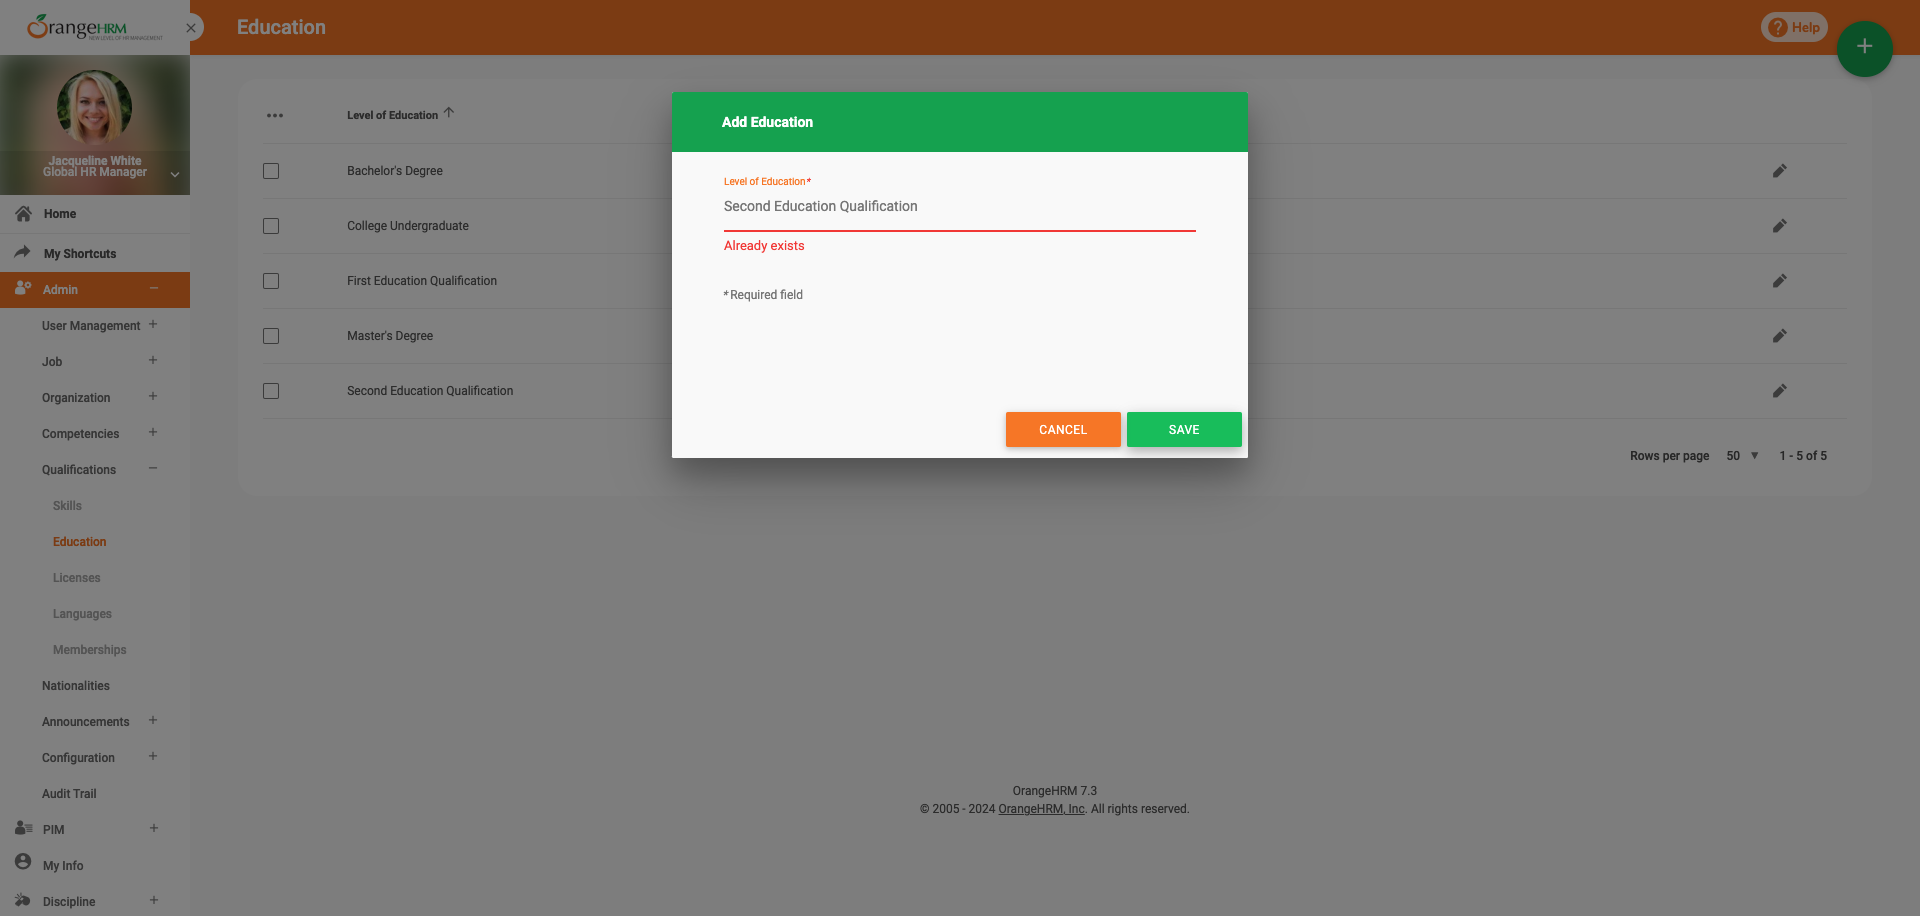 OrangeHRM
NEW LEVEL OF HR MANAGEMENT
Education
Help
Jacqueline White
Global HR Manager
Home
My Shortcuts
Admin
User Management
Job
Organization
Competencies
Qualifications
Skills
Education
Licenses
Languages
Memberships
Nationalities
Announcements
Configuration
Audit Trail
PIM
My Info
Discipline
Level of Education
Bachelor's Degree
College Undergraduate
First Education Qualification
Master's Degree
Second Education Qualification
Rows per page 50 1 - 5 of 5
Add Education
Level of Education*
Second Education Qualification
Already exists
* Required field
CANCEL
SAVE
OrangeHRM 7.3
© 2005 - 2024 OrangeHRM, Inc. All rights reserved.